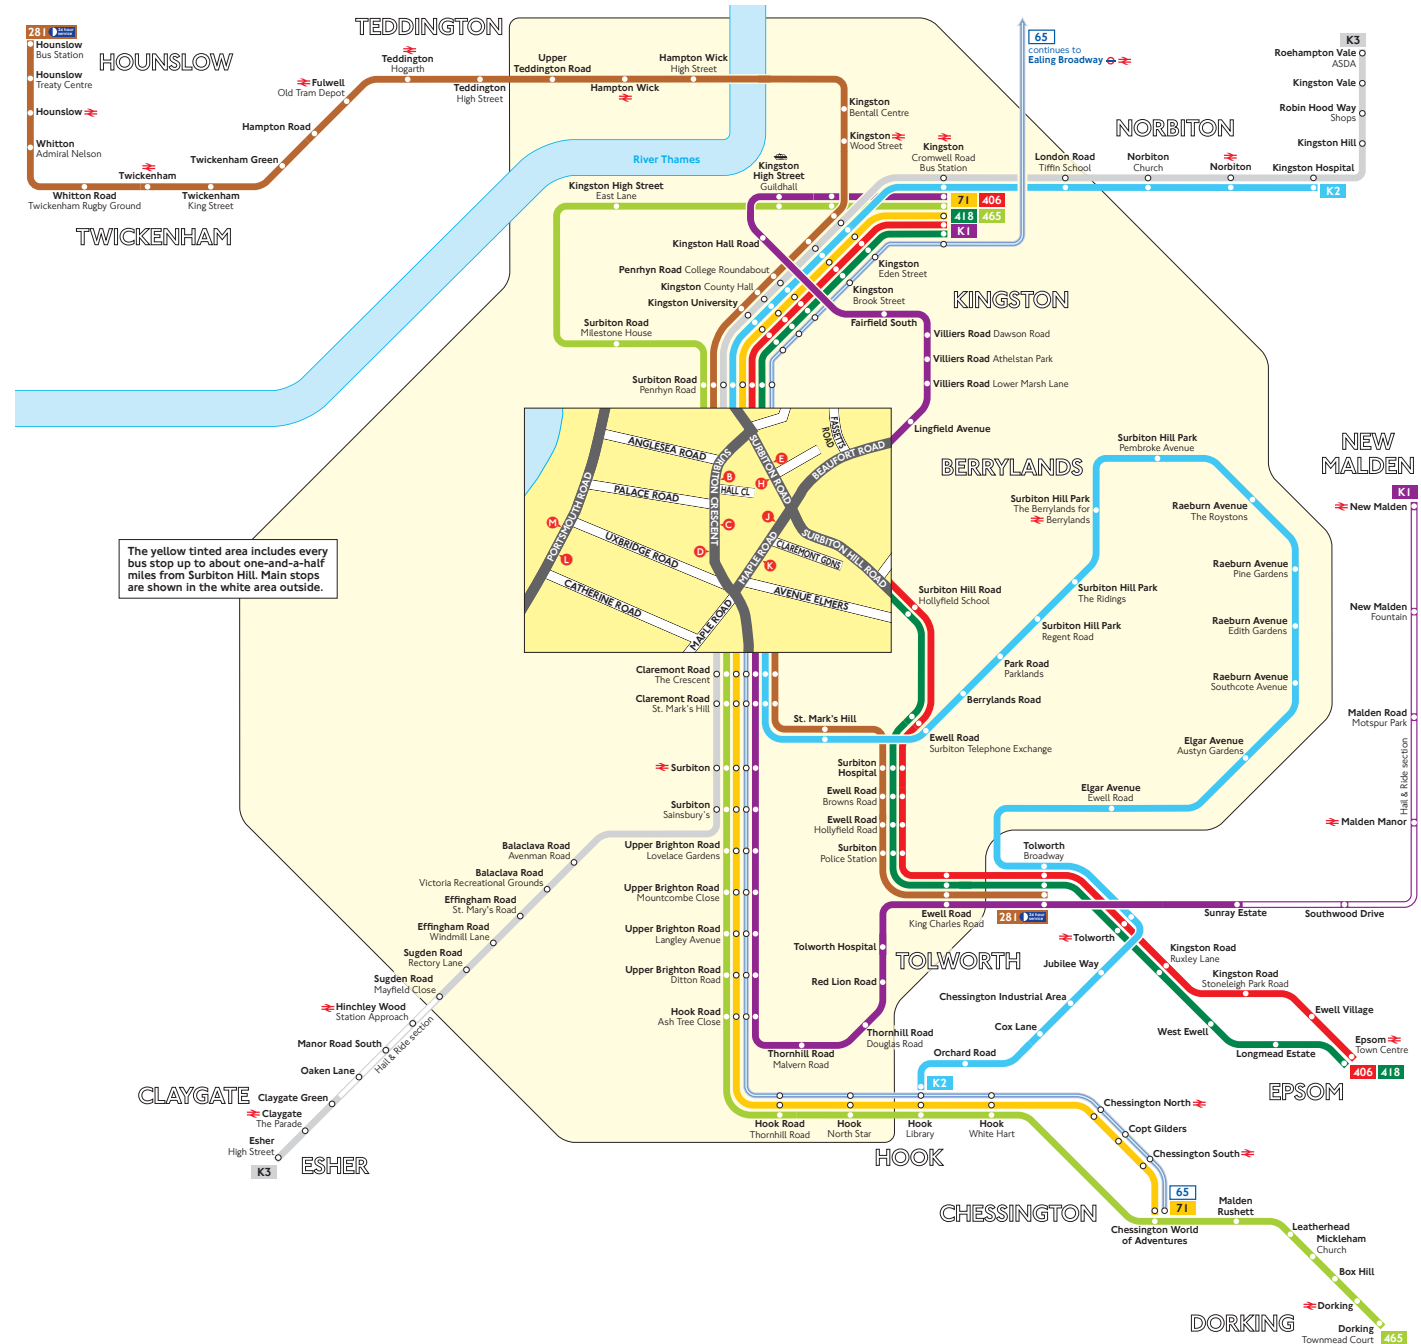 281 24 hour service
Hounslow
Bus Station
HOUNSLOW
Hounslow
Treaty Centre
Hounslow
Whitton
Admiral Nelson
Whitton Road
Twickenham Rugby Ground
Twickenham
Twickenham
King Street
TWICKENHAM
Twickenham Green
Hampton Road
Fulwell
Old Tram Depot
TEDDINGTON
Teddington
Hogarth
Teddington
High Street
Upper
Teddington Road
Hampton Wick
Hampton Wick
High Street
River Thames
Kingston
Bentall Centre
Kingston
Wood Street
Kingston
Cromwell Road
Bus Station
Kingston
High Street
Guildhall
Kingston High Street
East Lane
65
continues to
Ealing Broadway
K3
Roehampton Vale
ASDA
Kingston Vale
Robin Hood Way
Shops
Kingston Hill
Kingston Hospital
K2
NORBITON
London Road
Tiffin School
Norbiton
Church
Norbiton
71 406
418 465
K1
Kingston Hall Road
Penrhyn Road College Roundabout
Kingston County Hall
Kingston University
Kingston
Eden Street
Kingston
Brook Street
KINGSTON
Fairfield South
Villiers Road Dawson Road
Villiers Road Athelstan Park
Villiers Road Lower Marsh Lane
Lingfield Avenue
Surbiton Road
Milestone House
Surbiton Road
Penrhyn Road
ANGLESEA ROAD
PALACE ROAD
UXBRIDGE ROAD
CATHERINE ROAD
PORTSMOUTH ROAD
SURBITON CRESCENT
SURBITON ROAD
HALL CL
FASSETTS
ROAD
BEAUFORT ROAD
MAPLE ROAD
CLAREMONT GDNS
SURBITON HILL ROAD
AVENUE ELMERS
MAPLE ROAD
B
C
D
E
H
J
K
L
M
The yellow tinted area includes every
bus stop up to about one-and-a-half
miles from Surbiton Hill. Main stops
are shown in the white area outside.
BERRYLANDS
Surbiton Hill Park
Pembroke Avenue
Surbiton Hill Park
The Berrylands for
Berrylands
Surbiton Hill Park
The Ridings
Surbiton Hill Park
Regent Road
Park Road
Parklands
Berrylands Road
Raeburn Avenue
The Roystons
Raeburn Avenue
Pine Gardens
Raeburn Avenue
Edith Gardens
Raeburn Avenue
Southcote Avenue
Elgar Avenue
Austyn Gardens
Elgar Avenue
Ewell Road
NEW
MALDEN
K1
New Malden
New Malden
Fountain
Malden Road
Motspur Park
Hail & Ride section
Malden Manor
Southwood Drive
Sunray Estate
Surbiton Hill Road
Hollyfield School
Ewell Road
Surbiton Telephone Exchange
St. Mark's Hill
Claremont Road
The Crescent
Claremont Road
St. Mark's Hill
Surbiton
Surbiton
Sainsbury's
Surbiton
Hospital
Ewell Road
Browns Road
Ewell Road
Hollyfield Road
Surbiton
Police Station
Tolworth
Broadway
Ewell Road
King Charles Road
281 24 hour service
Tolworth
TOLWORTH
Tolworth Hospital
Red Lion Road
Thornhill Road
Douglas Road
Thornhill Road
Malvern Road
Upper Brighton Road
Lovelace Gardens
Upper Brighton Road
Mountcombe Close
Upper Brighton Road
Langley Avenue
Upper Brighton Road
Ditton Road
Hook Road
Ash Tree Close
Balaclava Road
Avenman Road
Balaclava Road
Victoria Recreational Grounds
Effingham Road
St. Mary's Road
Effingham Road
Windmill Lane
Sugden Road
Rectory Lane
Sugden Road
Mayfield Close
Hinchley Wood
Station Approach
Manor Road South
Hail & Ride section
Oaken Lane
Claygate Green
CLAYGATE
Claygate
The Parade
Esher
High Street
K3
ESHER
Jubilee Way
Chessington Industrial Area
Cox Lane
Orchard Road
K2
Kingston Road
Ruxley Lane
Kingston Road
Stoneleigh Park Road
Ewell Village
West Ewell
Longmead Estate
Epsom
Town Centre
406 418
EPSOM
Hook Road
Thornhill Road
Hook
North Star
Hook
Library
Hook
White Hart
HOOK
Chessington North
Copt Gilders
Chessington South
65
71
CHESSINGTON
Chessington World
of Adventures
Malden
Rushett
Leatherhead
Mickleham
Church
Box Hill
Dorking
DORKING
Dorking
Townmead Court
465